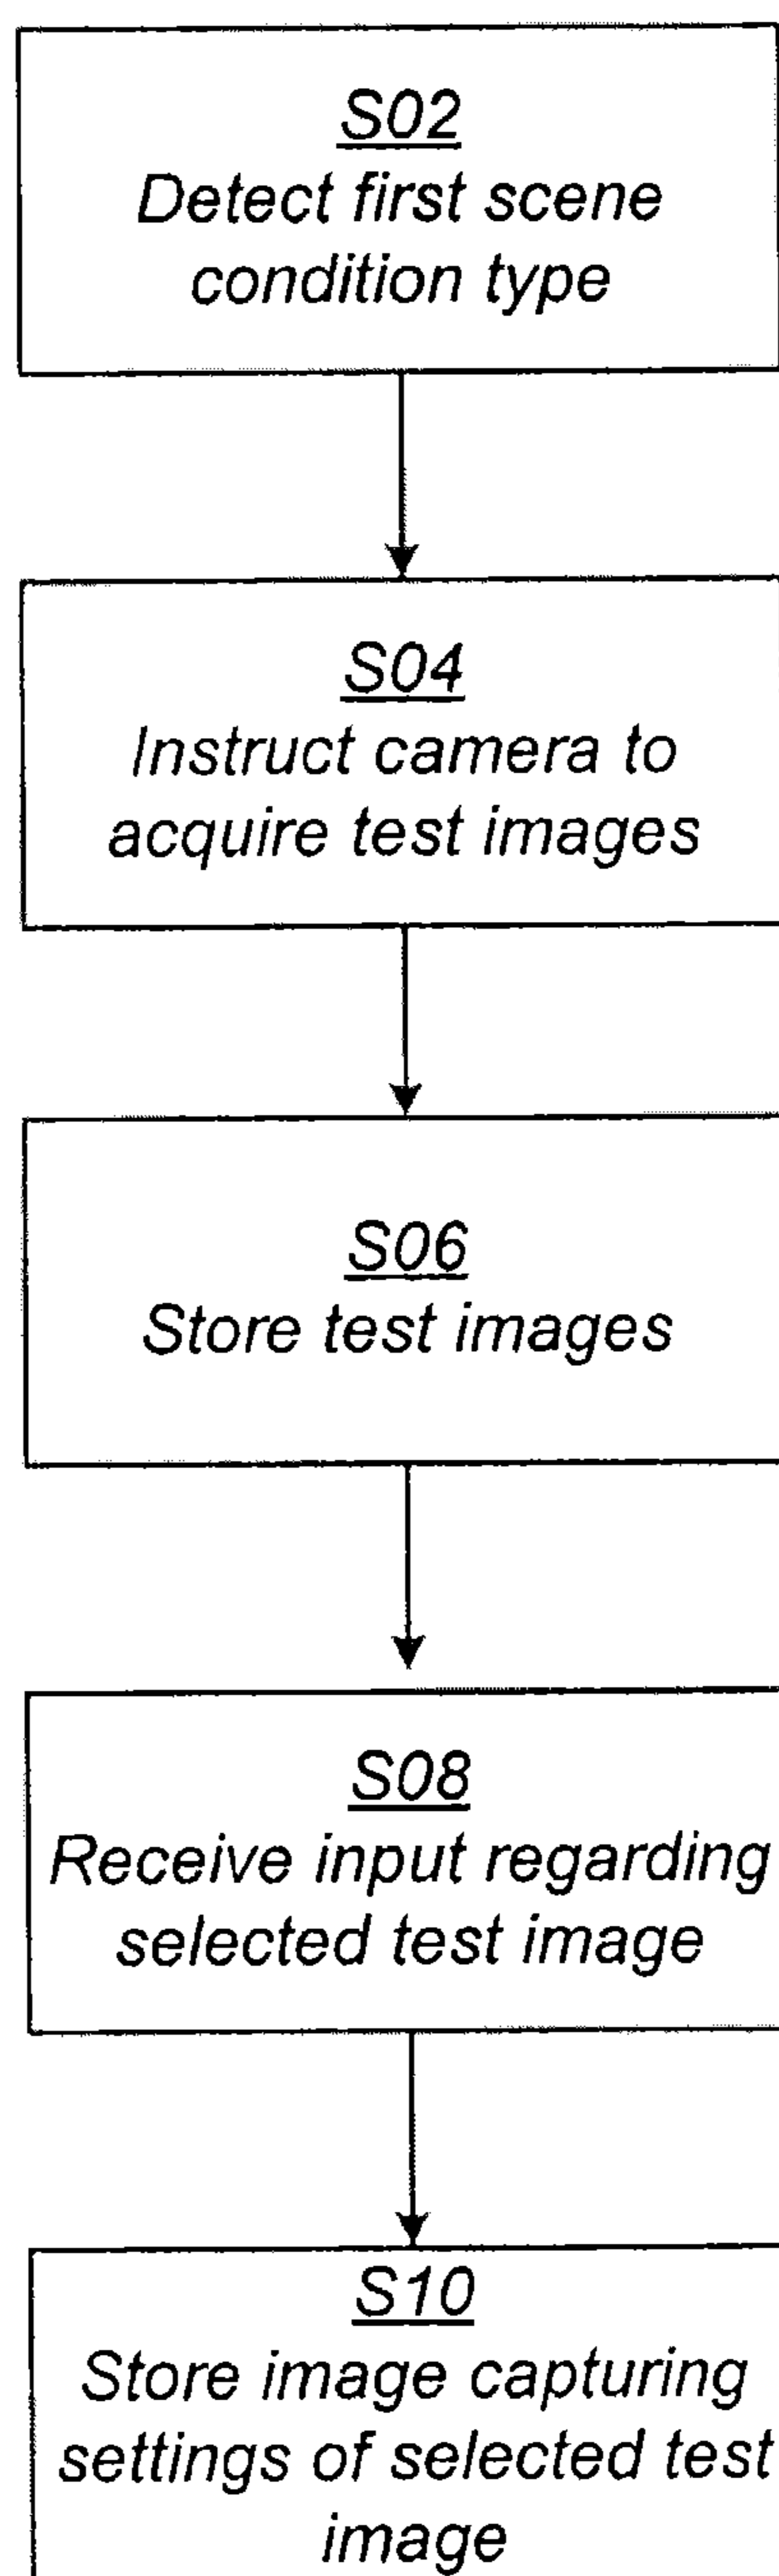 S02
Detect first scene
condition type
S04
Instruct camera to
acquire test images
S06
Store test images
S08
Receive input regarding
selected test image
S10
Store image capturing
settings of selected test
image